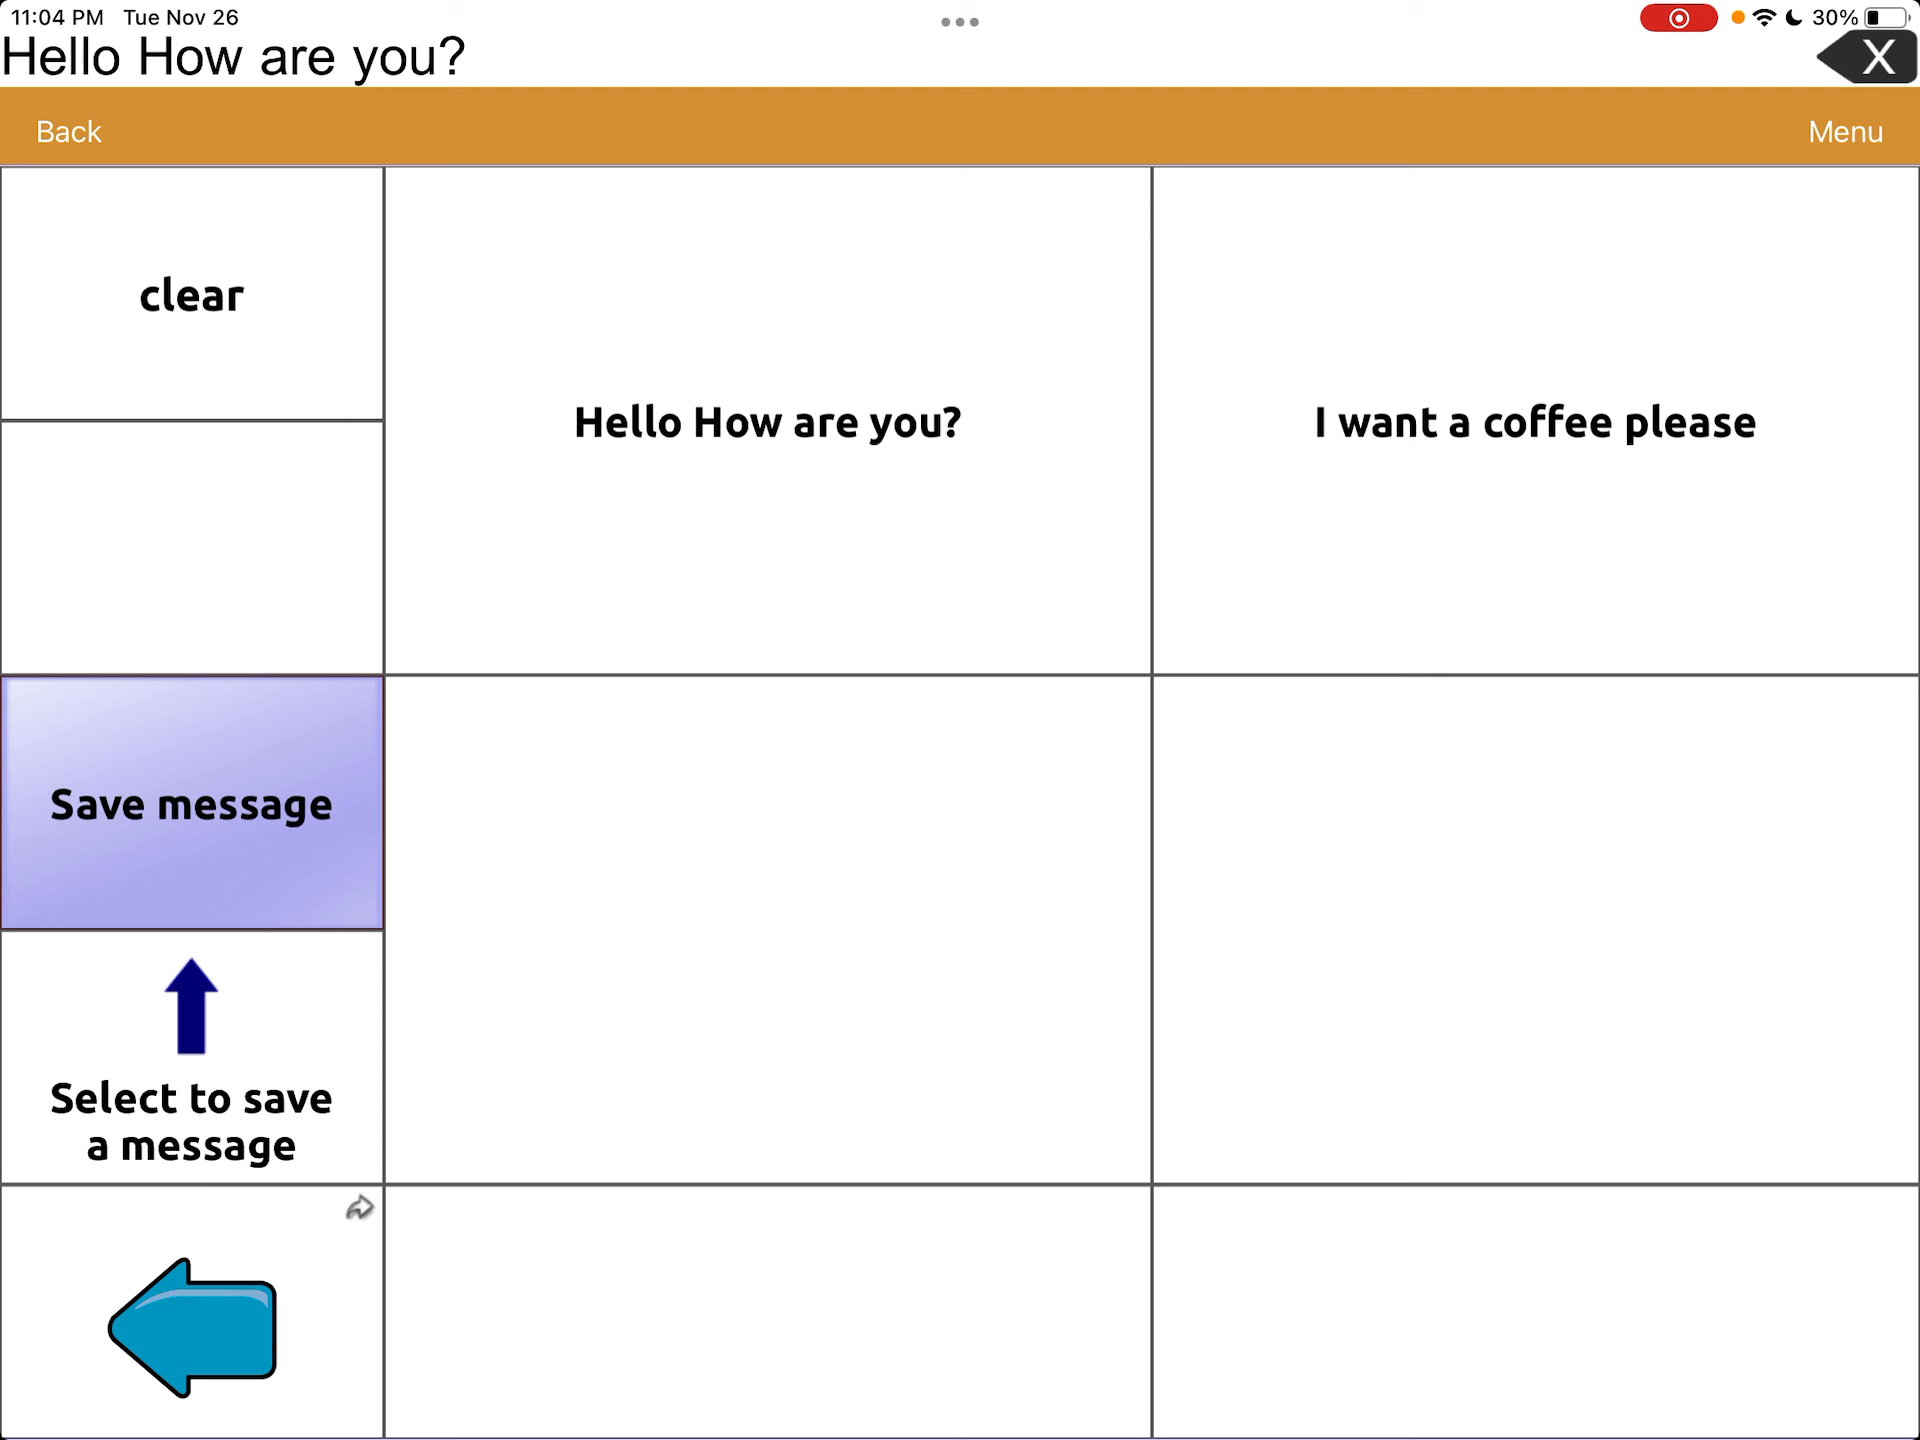 11:04 PM Tue Nov 26
30%
Hello How are you?
X
Back
Menu
clear
Hello How are you?
I want a coffee please
Save message
Select to save
a message